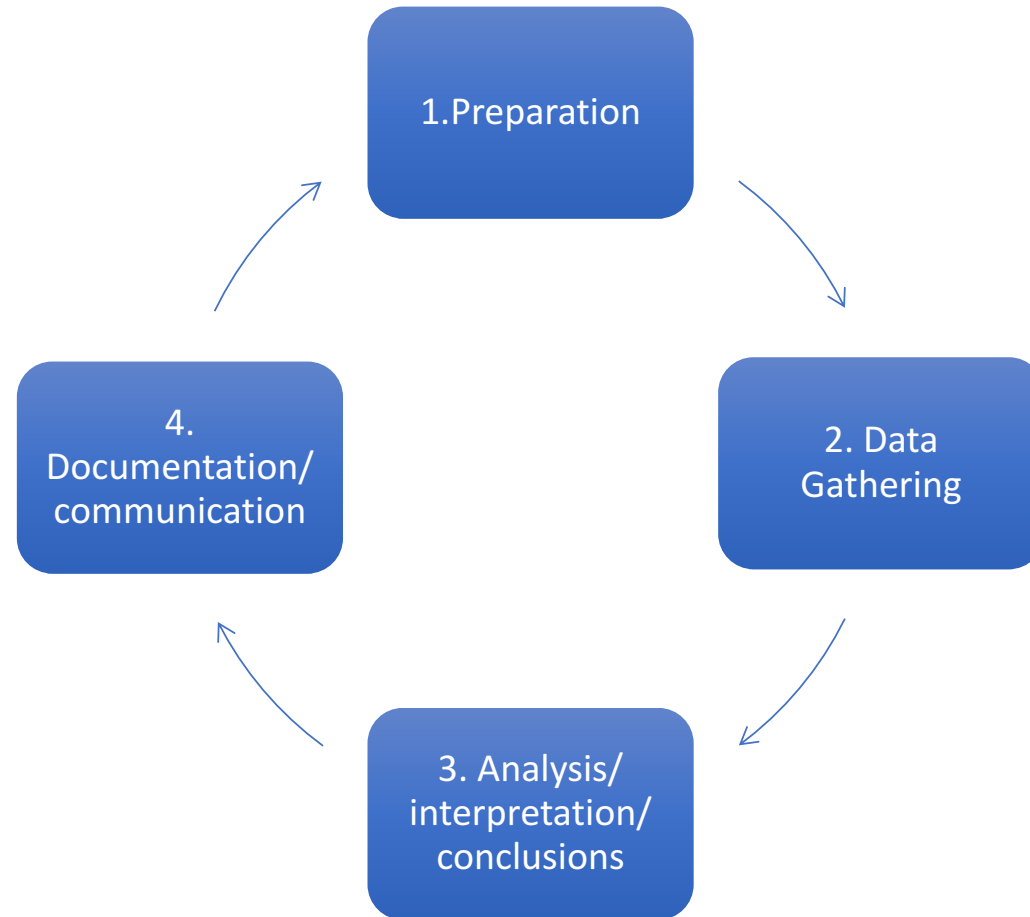 1.Preparation
2. Data
Gathering
3. Analysis/
interpretation/
conclusions
4.
Documentation/
communication